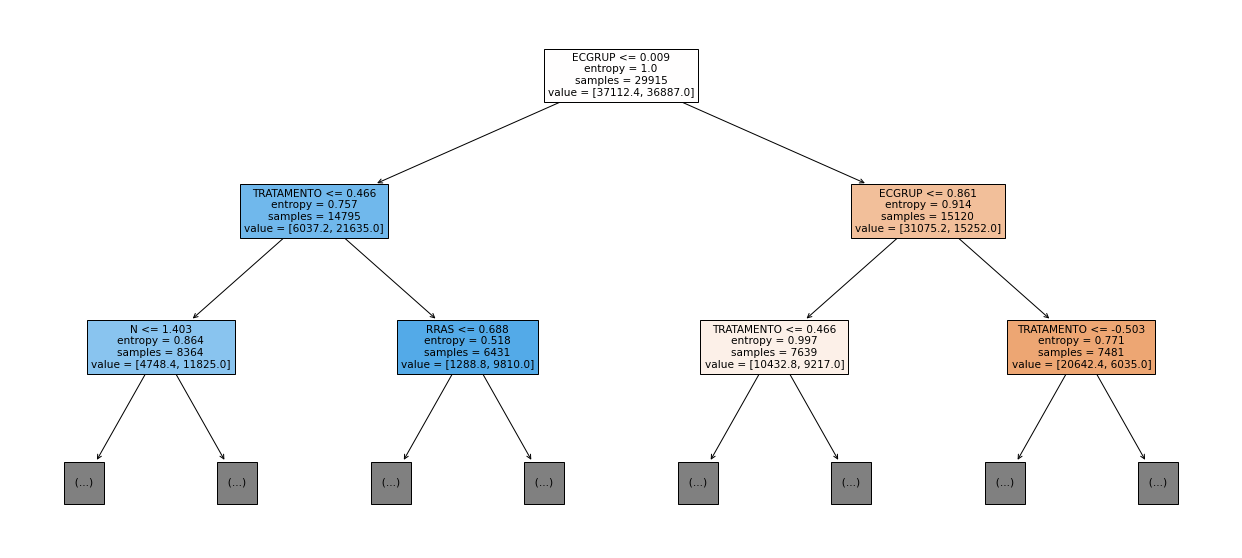 ECGRUP <= 0.009
entropy = 1.0
samples = 29915
value = [37112.4, 36887.0]
TRATAMENTO <= 0.466
entropy = 0.757
samples = 14795
value = [6037.2, 21635.0]
ECGRUP <= 0.861
entropy = 0.914
samples = 15120
value = [31075.2, 15252.0]
N <= 1.403
entropy = 0.864
samples = 8364
value = [4748.4, 11825.0]
RRAS <= 0.688
entropy = 0.518
samples = 6431
value = [1288.8, 9810.0]
TRATAMENTO <= 0.466
entropy = 0.997
samples = 7639
value = [10432.8, 9217.0]
TRATAMENTO <= -0.503
entropy = 0.771
samples = 7481
value = [20642.4, 6035.0]
(...)
(...)
(...)
(...)
(...)
(...)
(...)
(...)